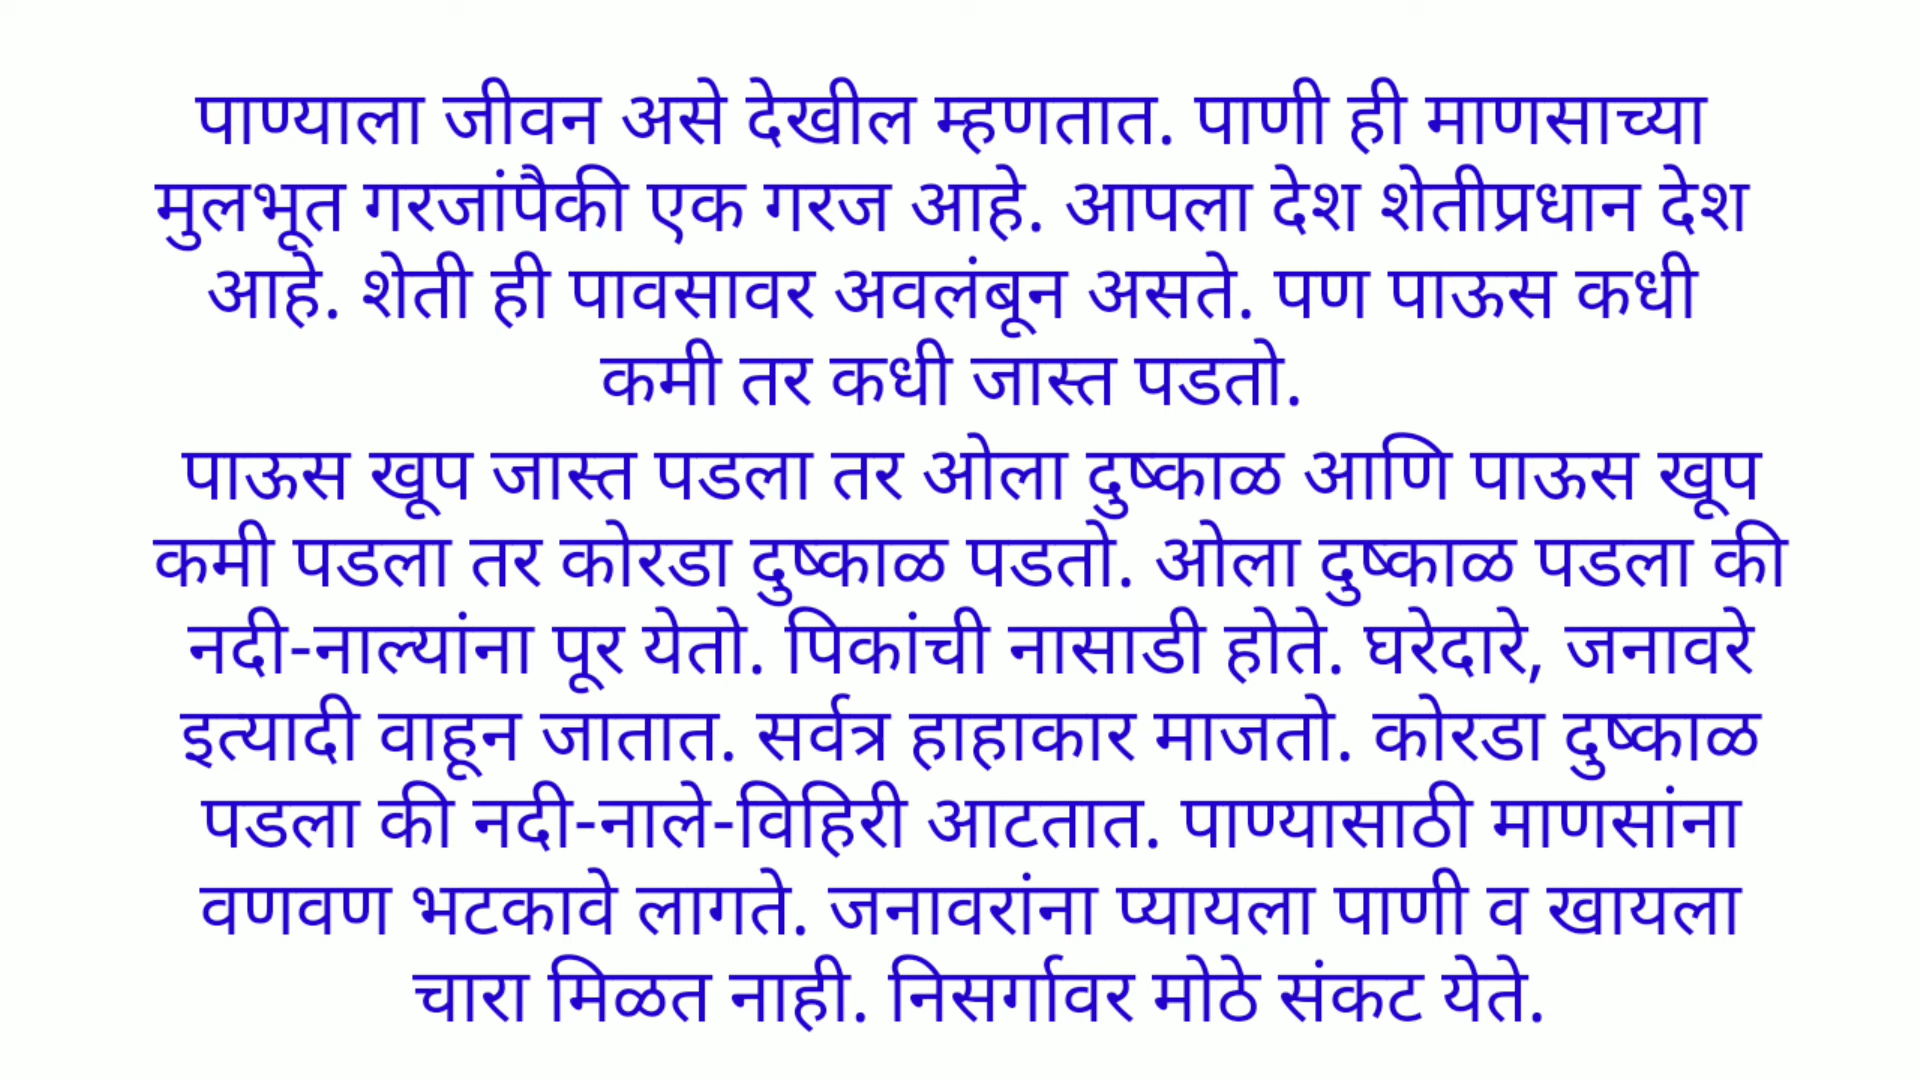 पाण्याला जीवन असे देखील म्हणतात. पाणी ही माणसाच्या
मुलभूत गरजांपैकी एक गरज आहे. आपला देश शेतीप्रधान देश
आहे. शेती ही पावसावर अवलंबून असते. पण पाऊस कधी
कमी तर कधी जास्त पडतो.
पाऊस खूप जास्त पडला तर ओला दुष्काळ आणि पाऊस खूप
कमी पडला तर कोरडा दुष्काळ पडतो. ओला दुष्काळ पडला की
नदी-नाल्यांना पूर येतो. पिकांची नासाडी होते. घरेदारे, जनावरे
इत्यादी वाहून जातात. सर्वत्र हाहाकार माजतो. कोरडा दुष्काळ
पडला की नदी-नाले-विहिरी आटतात. पाण्यासाठी माणसांना
वणवण भटकावे लागते. जनावरांना प्यायला पाणी व खायला
चारा मिळत नाही. निसर्गावर मोठे संकट येते.